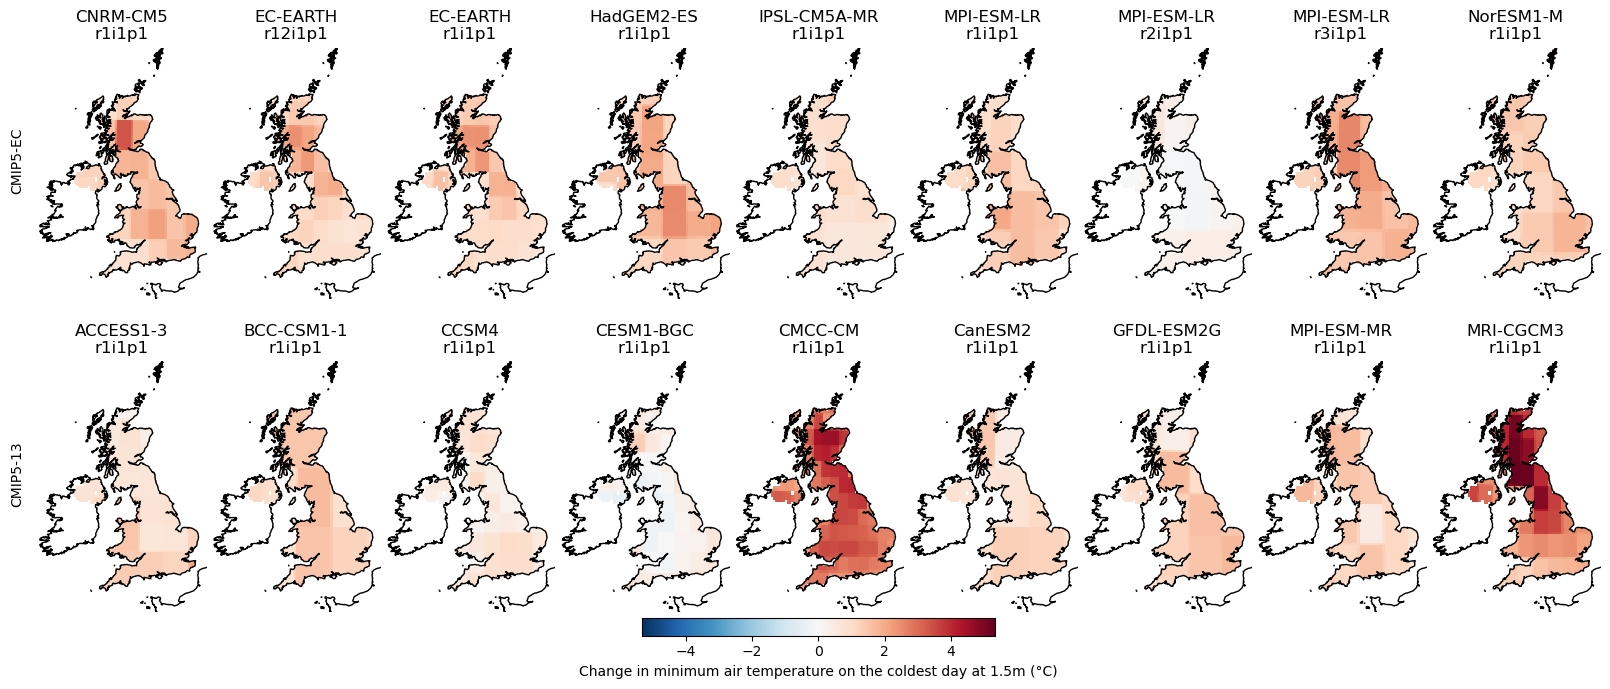 CNRM-CM5 EC-EARTH EC-EARTH HadGEM2-ES IPSL-CM5A-MR MPI-ESM-LR MPI-ESM-LR MPI-ESM-LR NorESM1-M
r1i1p1 r12i1p1 r1i1p1 r1i1p1 r1i1p1 r1i1p1 r2i1p1 r3i1p1 r1i1p1
CMIP5-EC
ACCESS1-3 BCC-CSM1-1 CCSM4 CESM1-BGC CMCC-CM CanESM2 GFDL-ESM2G MPI-ESM-MR MRI-CGCM3
r1i1p1 r1i1p1 r1i1p1 r1i1p1 r1i1p1 r1i1p1 r1i1p1 r1i1p1 r1i1p1
CMIP5-13
−4 −2 0 2 4
Change in minimum air temperature on the coldest day at 1.5m (°C)